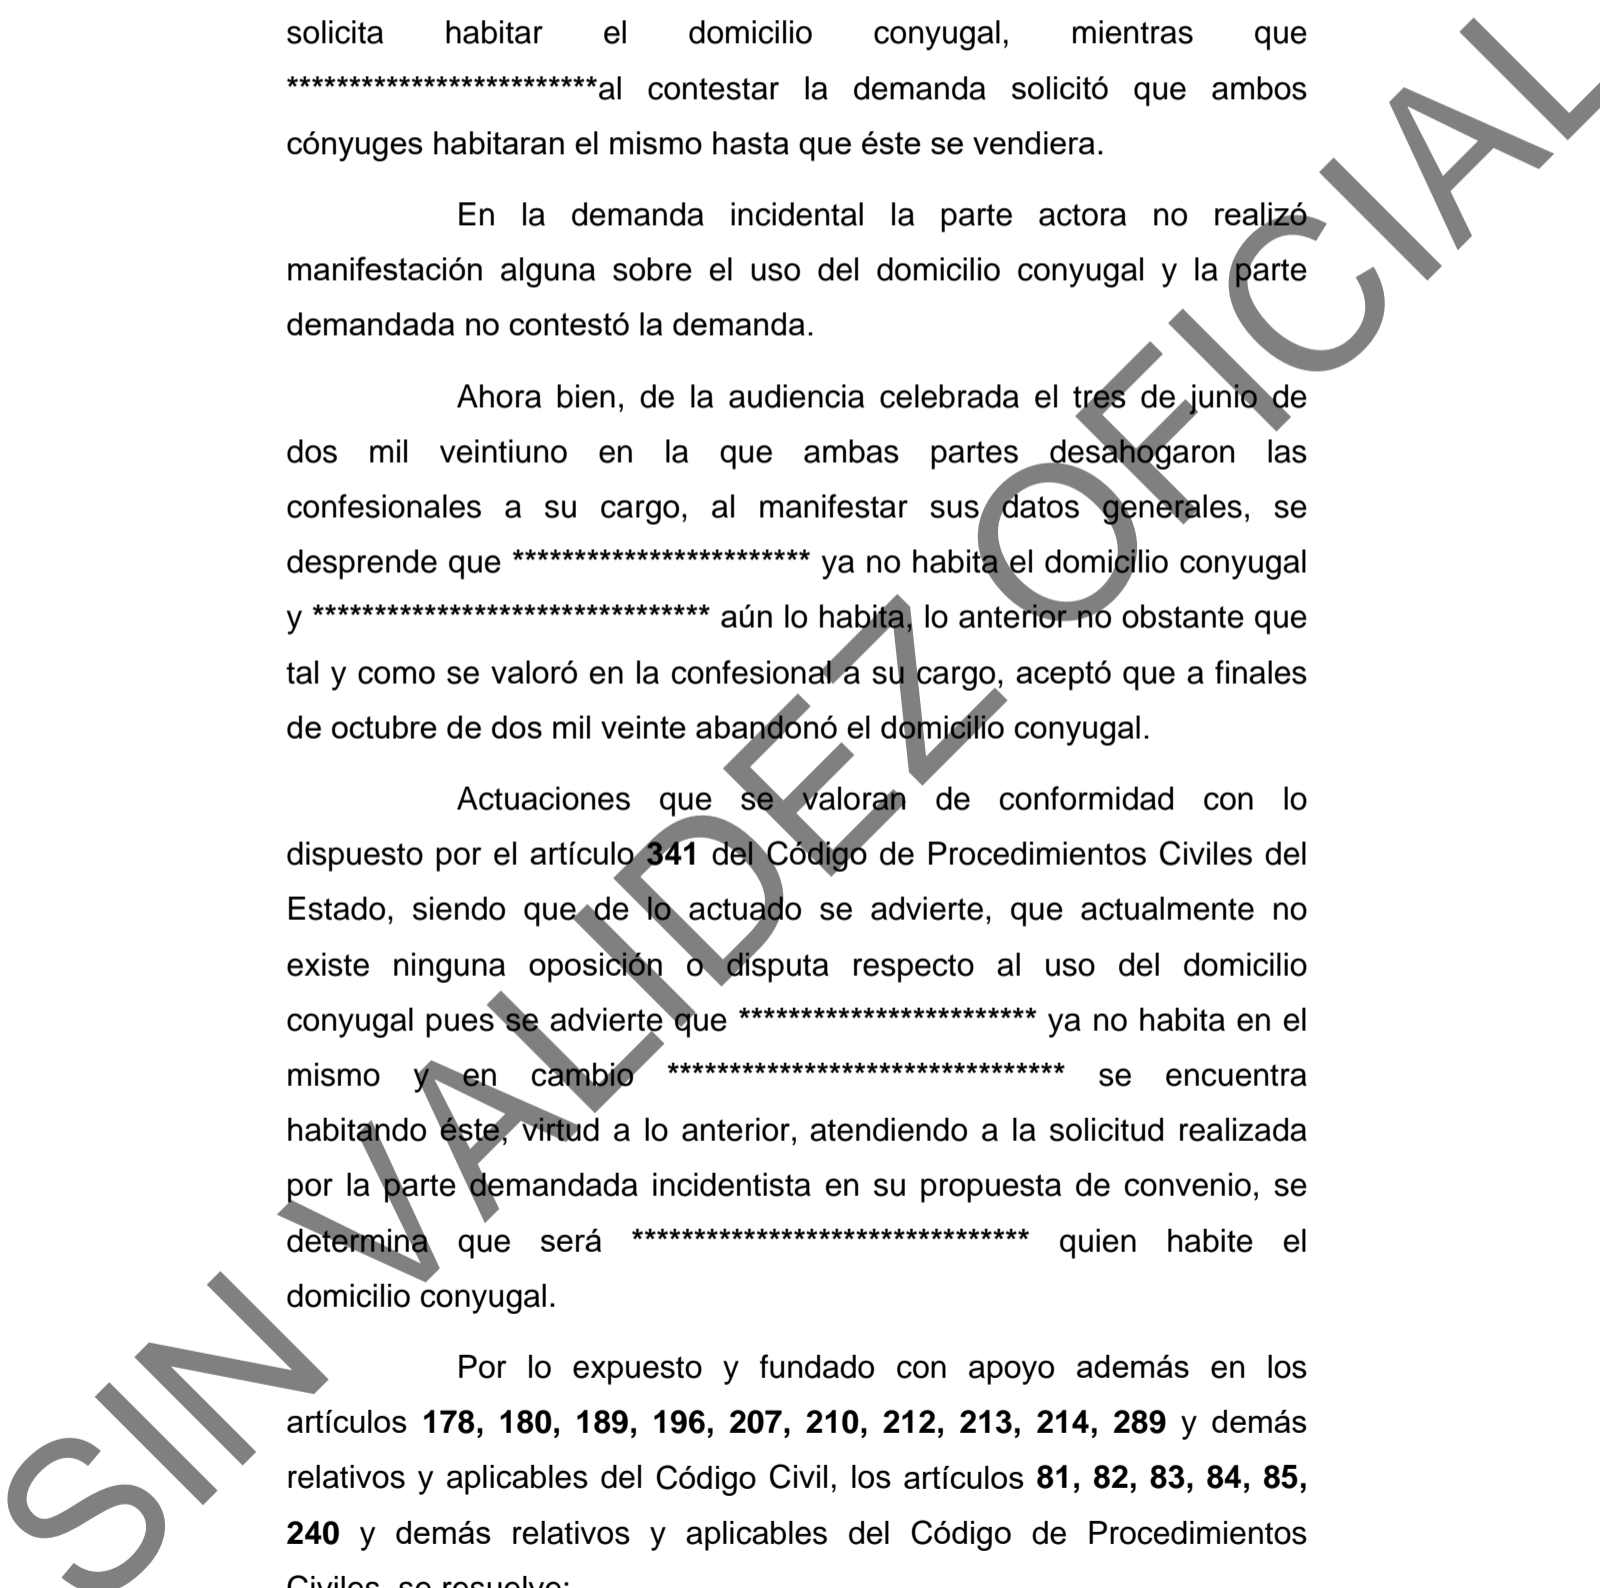 solicita habitar el domicilio conyugal, mientras que
*************************al contestar la demanda solicitó que ambos
cónyuges habitaran el mismo hasta que éste se vendiera.
En la demanda incidental la parte actora no realizó
manifestación alguna sobre el uso del domicilio conyugal y la parte
demandada no contestó la demanda.
Ahora bien, de la audiencia celebrada el tres de junio de
dos mil veintiuno en la que ambas partes desahogaron las
confesionales a su cargo, al manifestar sus datos generales, se
desprende que ************************ ya no habita el domicilio conyugal
y ******************************** aún lo habita, lo anterior no obstante que
tal y como se valoró en la confesional a su cargo, aceptó que a finales
de octubre de dos mil veinte abandonó el domicilio conyugal.
Actuaciones que se valoran de conformidad con lo
dispuesto por el artículo 341 del Código de Procedimientos Civiles del
Estado, siendo que de lo actuado se advierte, que actualmente no
existe ninguna oposición o disputa respecto al uso del domicilio
conyugal pues se advierte que ************************ ya no habita en el
mismo y en cambio ******************************** se encuentra
habitando éste, virtud a lo anterior, atendiendo a la solicitud realizada
por la parte demandada incidentista en su propuesta de convenio, se
determina que será ******************************** quien habite el
domicilio conyugal.
Por lo expuesto y fundado con apoyo además en los
artículos 178, 180, 189, 196, 207, 210, 212, 213, 214, 289 y demás
relativos y aplicables del Código Civil, los artículos 81, 82, 83, 84, 85,
240 y demás relativos y aplicables del Código de Procedimientos
Civiles, se resuelve:
SIN VALIDEZ OFICIAL